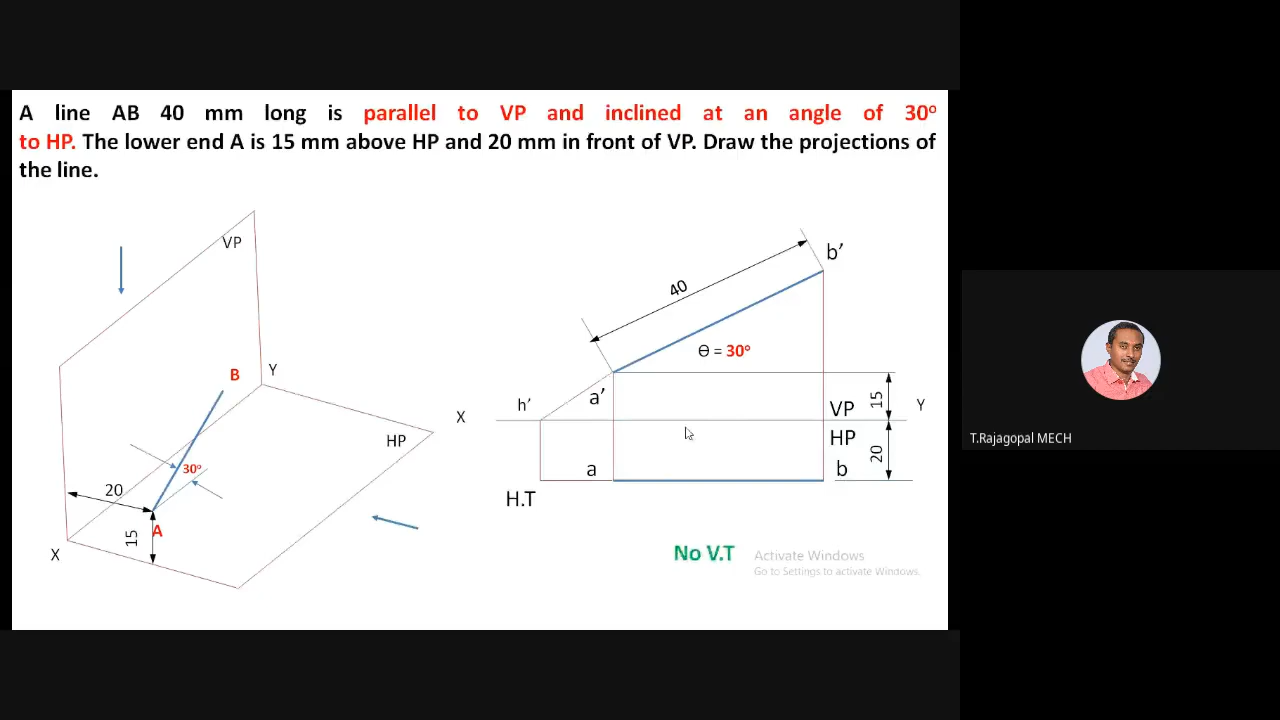 A line AB 40 mm long is parallel to VP and inclined at an angle of 30º
to HP. The lower end A is 15 mm above HP and 20 mm in front of VP. Draw the projections of
the line.
VP
B
Y
HP
30º
20
15
A
X
b’
40
ɵ = 30º
h’
a’
X
VP
15
Y
HP
a
b
20
H.T
No V.T
Activate Windows
Go to Settings to activate Windows.
T.Rajagopal MECH